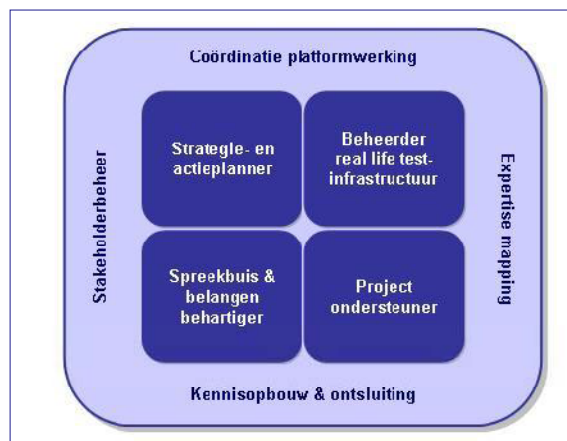 Coördinatie platformwerking
Strategie- en
actieplanner
Beheerder
real life test-
infrastructuur
Stakeholderbeheer
Expertise mapping
Spreekbuis &
belangen
behartiger
Project
ondersteuner
Kennisopbouw & ontsluiting